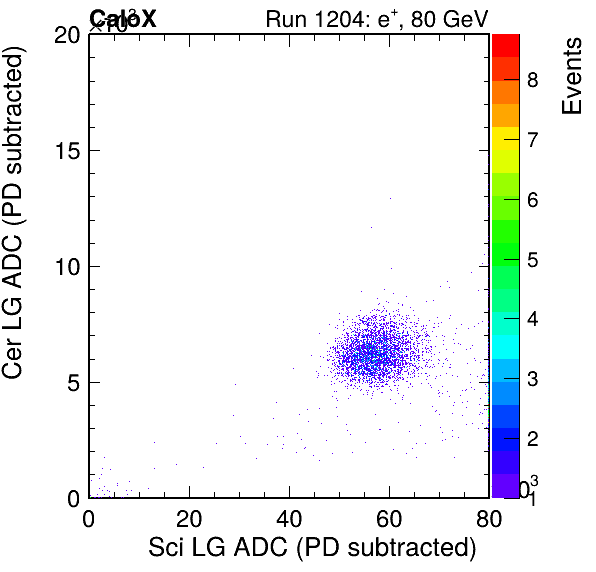 CaloX
×10³
Run 1204: e⁺, 80 GeV
Cer LG ADC (PD subtracted)
20
15
10
5
0
0 20 40 60 80
Sci LG ADC (PD subtracted)
Events
8
7
6
5
4
3
2
1